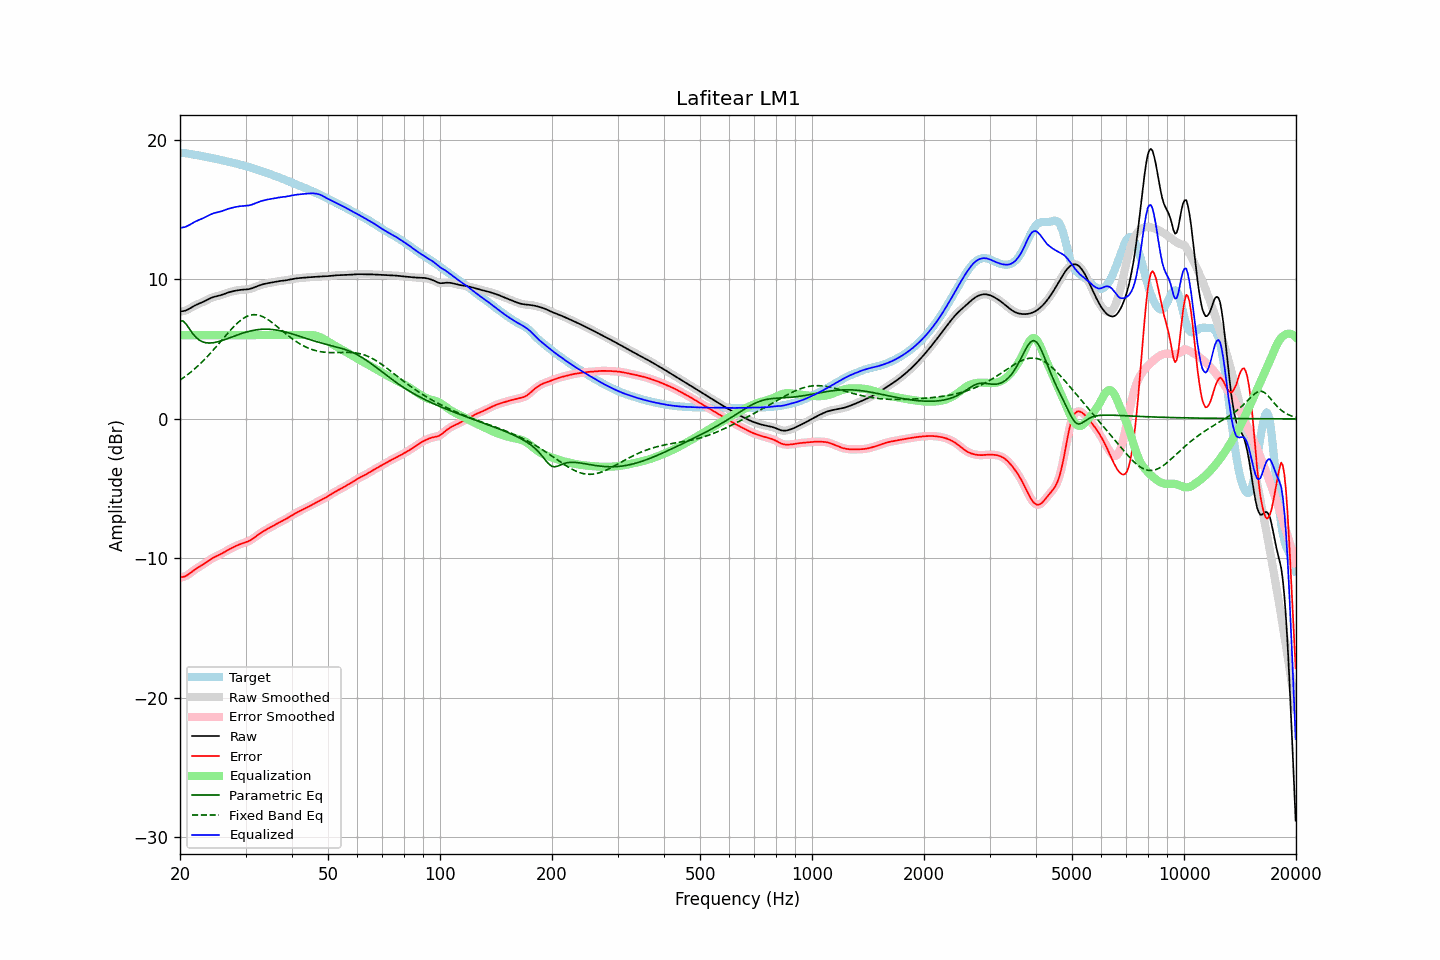 Lafitear LM1
Amplitude (dBr)
20
10
0
−10
−20
−30
Target
Raw Smoothed
Error Smoothed
Raw
Error
Equalization
Parametric Eq
Fixed Band Eq
Equalized
20 50 100 200 500 1000 2000 5000 10000 20000
Frequency (Hz)